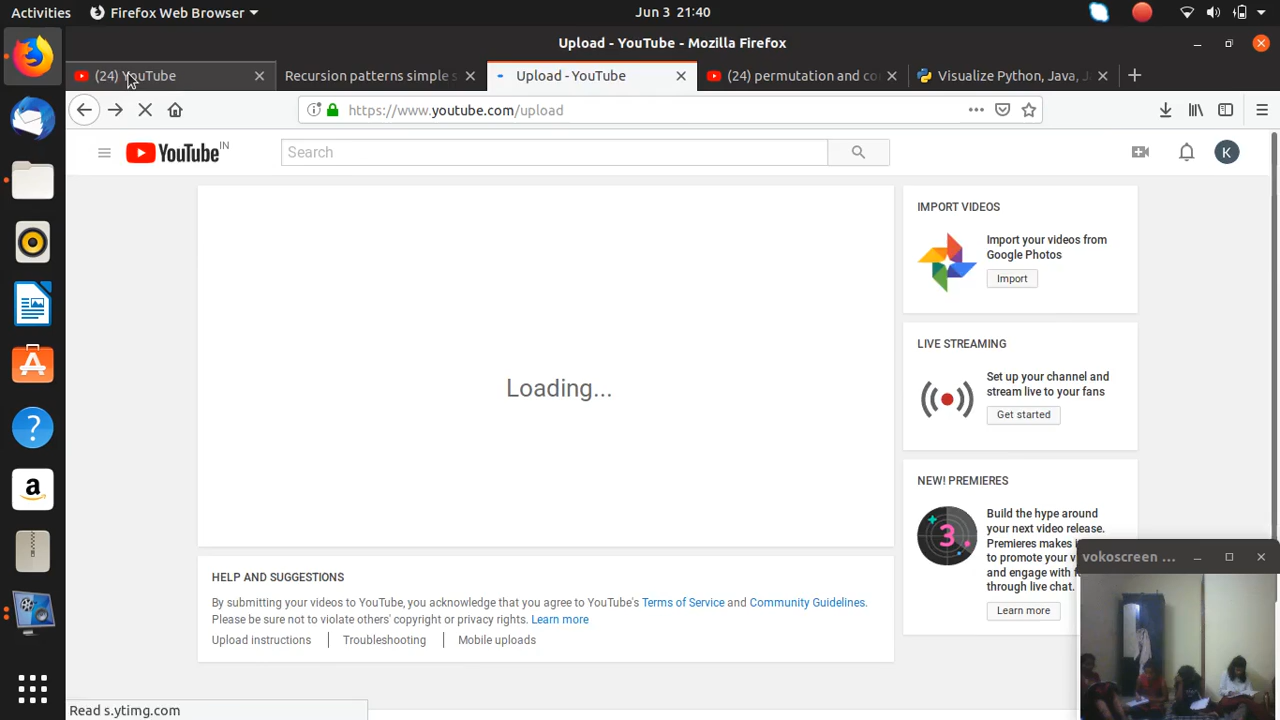 Activities
Firefox Web Browser
Jun 3 21:40
Upload - YouTube - Mozilla Firefox
(24) YouTube
Recursion patterns simple s
Upload - YouTube
(24) permutation and co
Visualize Python, Java, J
https://www.youtube.com/upload
YouTube IN
Search
K
Loading...
IMPORT VIDEOS
Import your videos from
Google Photos
Import
LIVE STREAMING
Set up your channel and
stream live to your fans
Get started
NEW! PREMIERES
Build the hype around
your next video release.
Premieres makes i
to promote your v
and engage with f
through live chat.
Learn more
3
HELP AND SUGGESTIONS
By submitting your videos to YouTube, you acknowledge that you agree to YouTube's Terms of Service and Community Guidelines.
Please be sure not to violate others' copyright or privacy rights. Learn more
Upload instructions
Troubleshooting
Mobile uploads
vokoscreen ...
Read s.ytimg.com